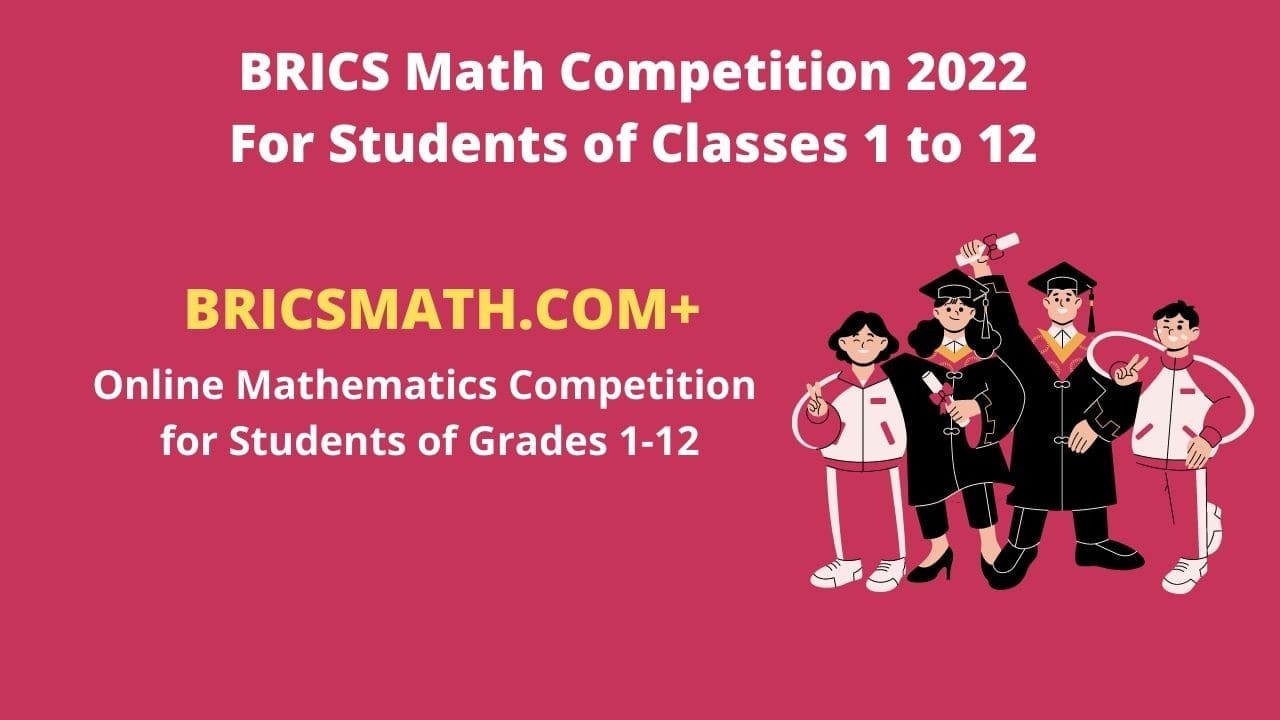 BRICS Math Competition 2022
For Students of Classes 1 to 12
BRICSMATH.COM+
Online Mathematics Competition
for Students of Grades 1-12